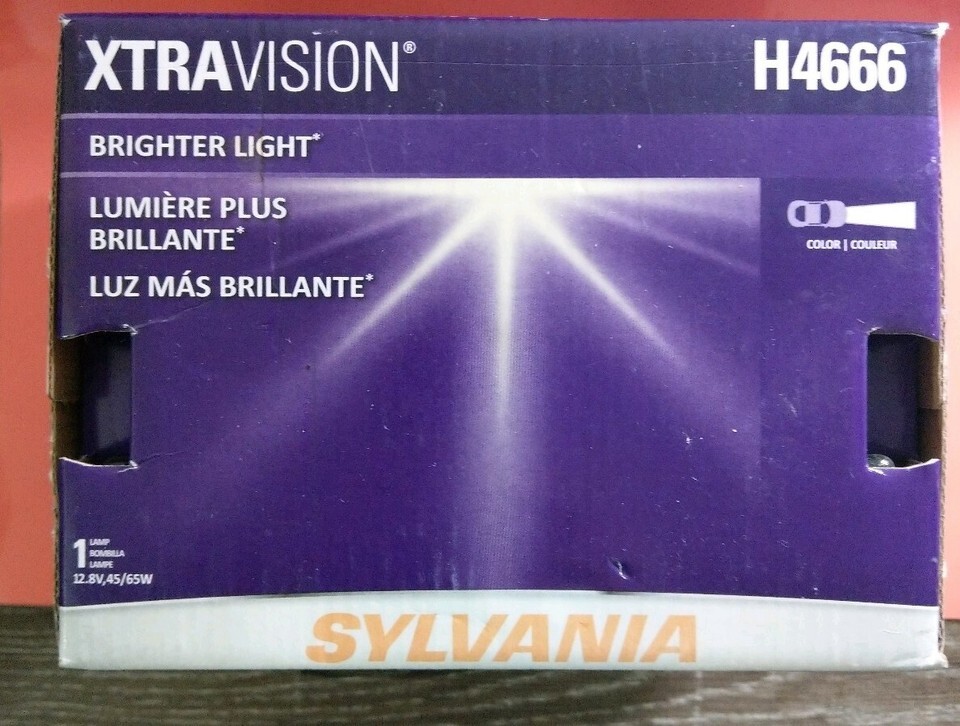 XTRAVISION®
H4666
BRIGHTER LIGHT*
LUMIÈRE PLUS
BRILLANTE*
LUZ MÁS BRILLANTE*
COLOR | COULEUR
1 LAMP
BOMBILLA
LAMPE
12.8V,45/65W
SYLVANIA